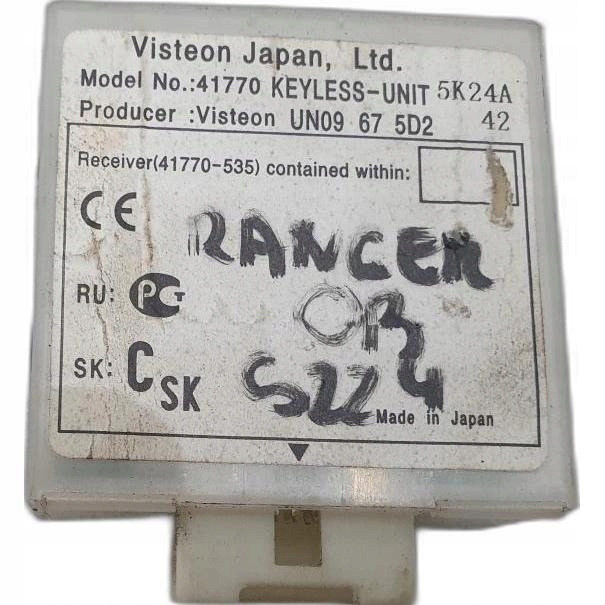 Visteon Japan, Ltd.
Model No.:41770 KEYLESS-UNIT 5K24A
Producer :Visteon UN09 67 5D2 42
Receiver(41770-535) contained within:
CE
RANGER
RU: PCT
OR
SK: CSK
S224
Made in Japan